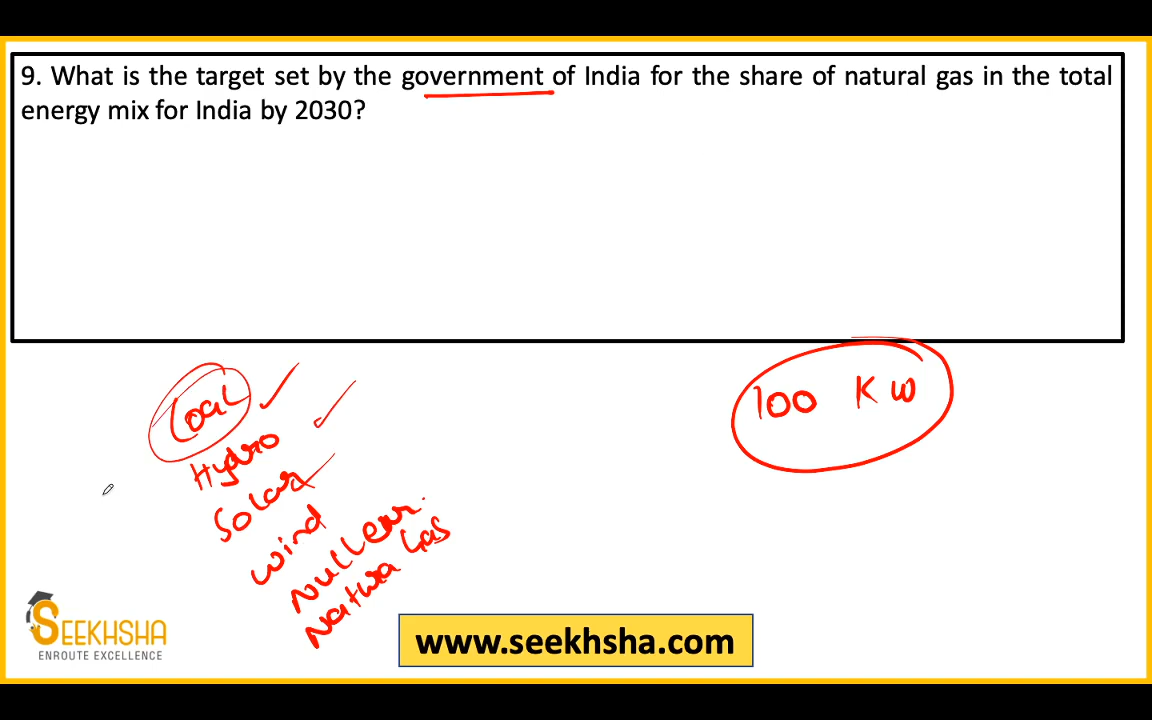 9. What is the target set by the government of India for the share of natural gas in the total
energy mix for India by 2030?
Coal
Hydro
Solar
Wind
Nuclear
Natura Gas
100 KW
SEEKHSHA
ENROUTE EXCELLENCE
www.seekhsha.com